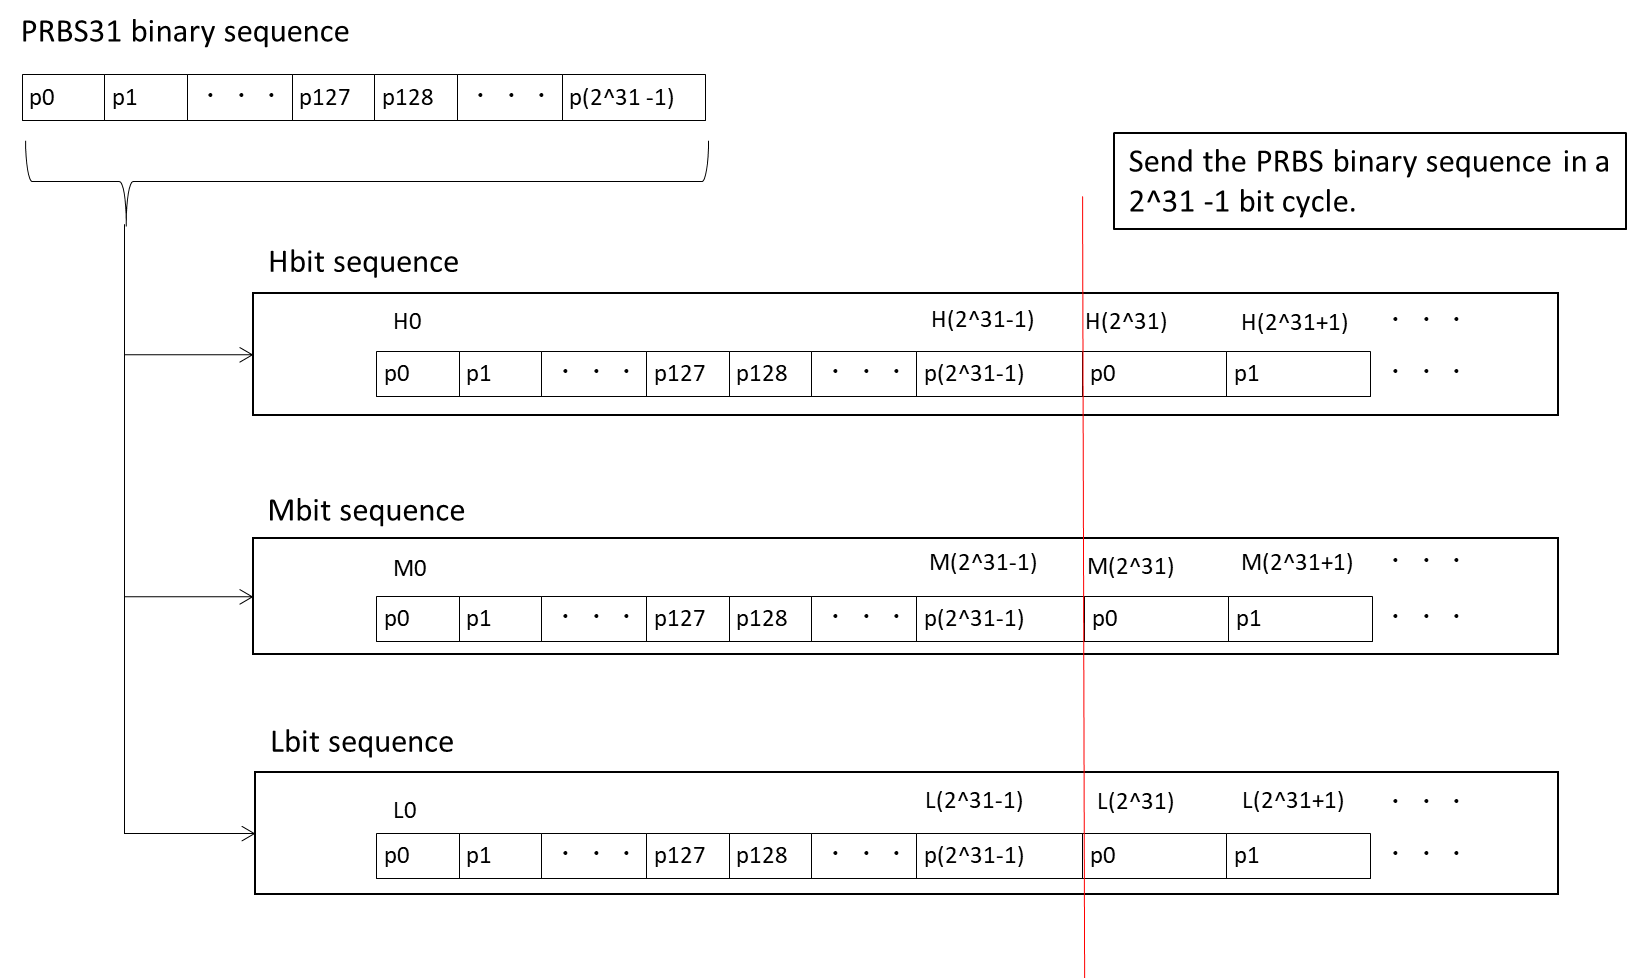 PRBS31 binary sequence
p0 p1 ・・・ p127 p128 ・・・ p(2^31 -1)
Send the PRBS binary sequence in a
2^31 -1 bit cycle.
Hbit sequence
H0 H(2^31-1) H(2^31) H(2^31+1) ・・・
p0 p1 ・・・ p127 p128 ・・・ p(2^31-1) p0 p1 ・・・
Mbit sequence
M0 M(2^31-1) M(2^31) M(2^31+1) ・・・
p0 p1 ・・・ p127 p128 ・・・ p(2^31-1) p0 p1 ・・・
Lbit sequence
L0 L(2^31-1) L(2^31) L(2^31+1) ・・・
p0 p1 ・・・ p127 p128 ・・・ p(2^31-1) p0 p1 ・・・